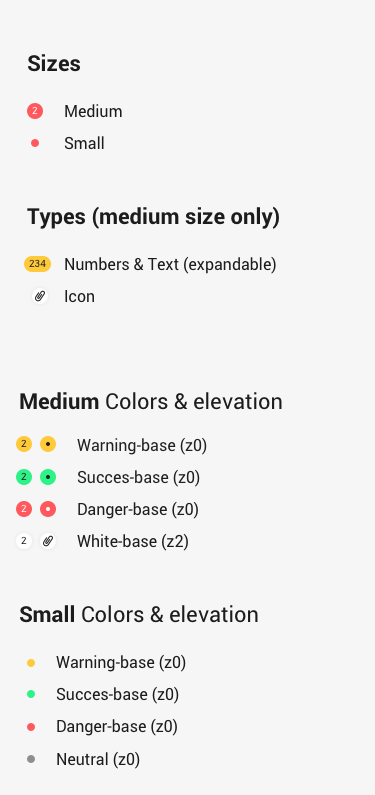 Sizes
2 Medium
Small
Types (medium size only)
234 Numbers & Text (expandable)
Icon
Medium Colors & elevation
2 Warning-base (z0)
2 Succes-base (z0)
2 Danger-base (z0)
2 White-base (z2)
Small Colors & elevation
Warning-base (z0)
Succes-base (z0)
Danger-base (z0)
Neutral (z0)